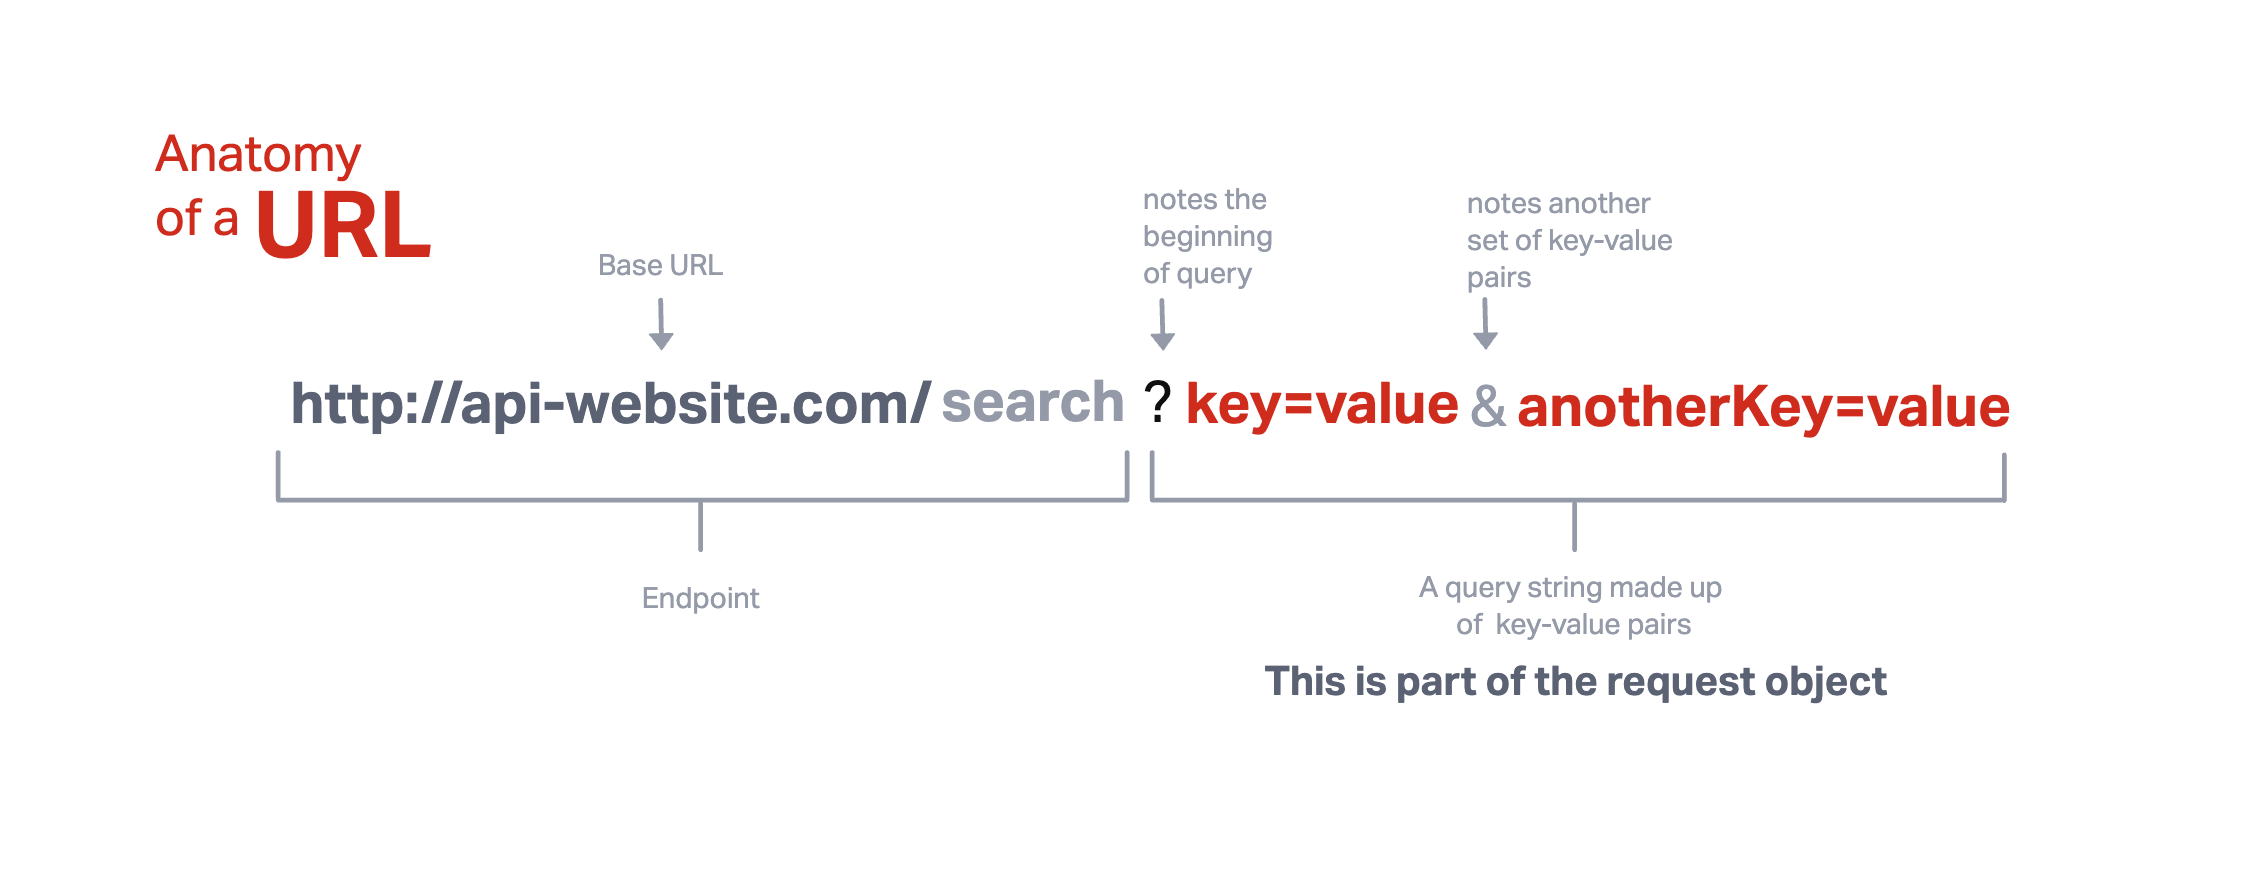 Anatomy
of a URL
Base URL
notes the
beginning
of query
notes another
set of key-value
pairs
http://api-website.com/ search ? key=value & anotherKey=value
Endpoint
A query string made up
of key-value pairs
This is part of the request object